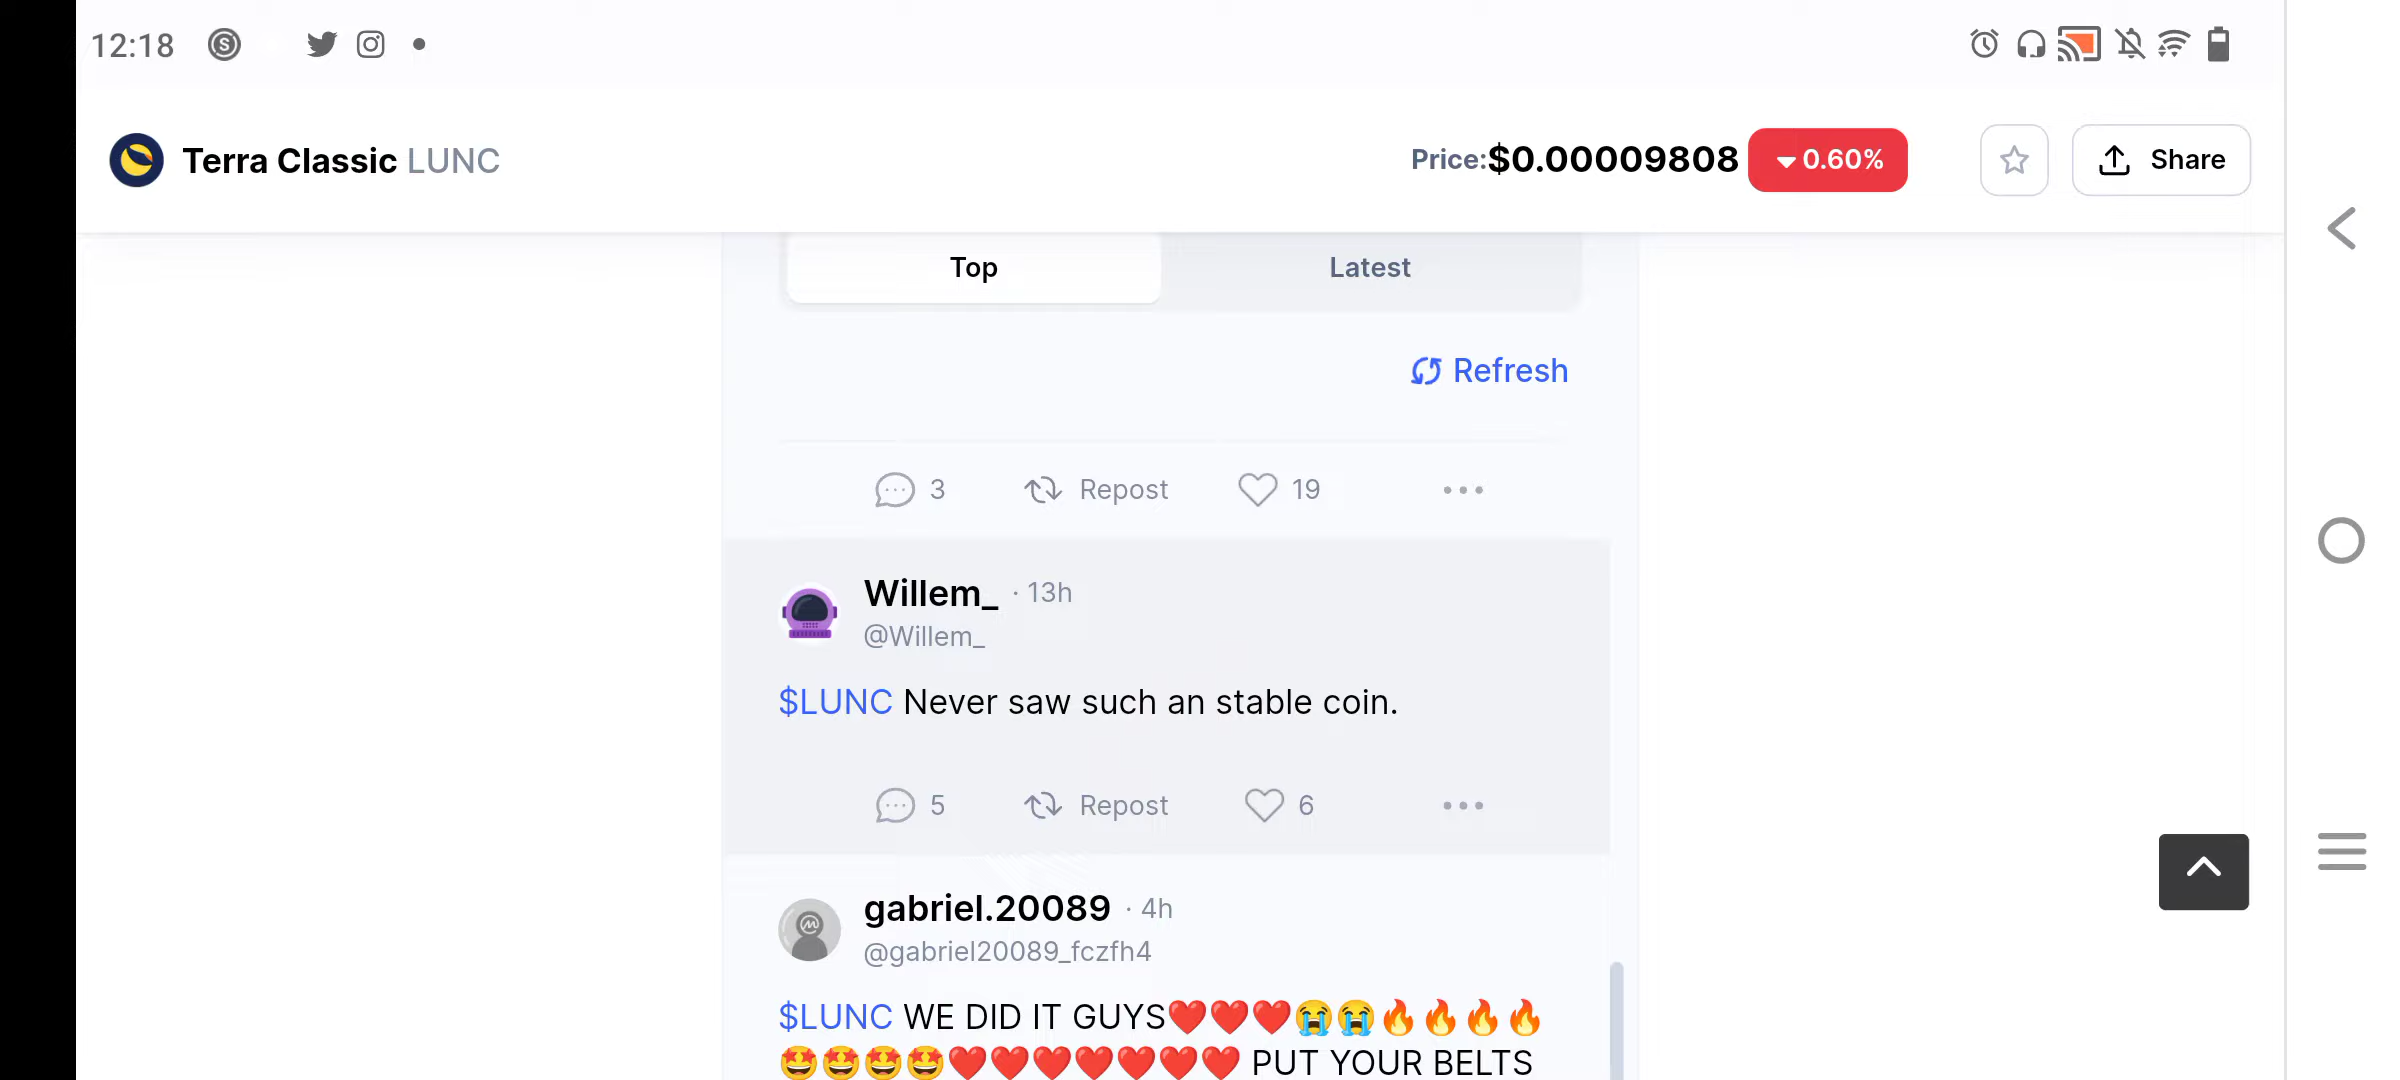 12:18
Terra Classic LUNC
Price:$0.00009808 0.60%
Share
Top
Latest
Refresh
3
Repost
19
Willem_ · 13h
@Willem_
$LUNC Never saw such an stable coin.
5
Repost
6
gabriel.20089 · 4h
@gabriel20089_fczfh4
$LUNC WE DID IT GUYS❤️❤️❤️😭😭🔥🔥🔥🔥
🤩🤩🤩🤩❤️❤️❤️❤️❤️❤️❤️ PUT YOUR BELTS